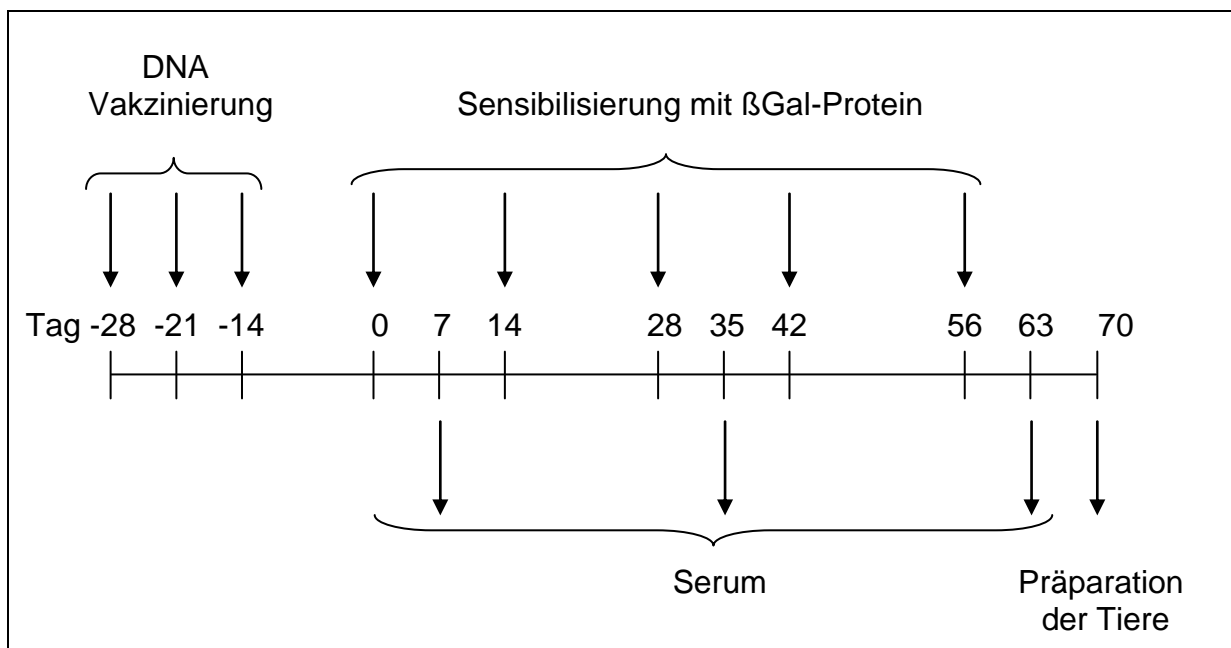 DNA
Vakzinierung
Sensibilisierung mit ßGal-Protein
Tag -28 -21 -14 0 7 14 28 35 42 56 63 70
Serum
Präparation
der Tiere